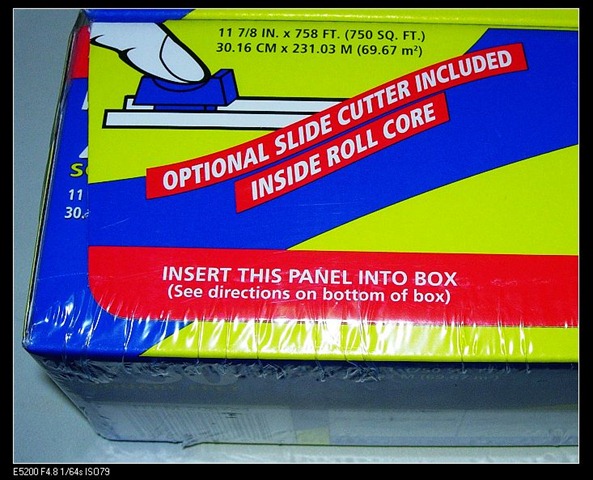 11 7/8 IN. x 758 FT. (750 SQ. FT.)
30.16 CM x 231.03 M (69.67 m²)
OPTIONAL SLIDE CUTTER INCLUDED
INSIDE ROLL CORE
INSERT THIS PANEL INTO BOX
(See directions on bottom of box)
11
E5200 F4.8 1/64s ISO79